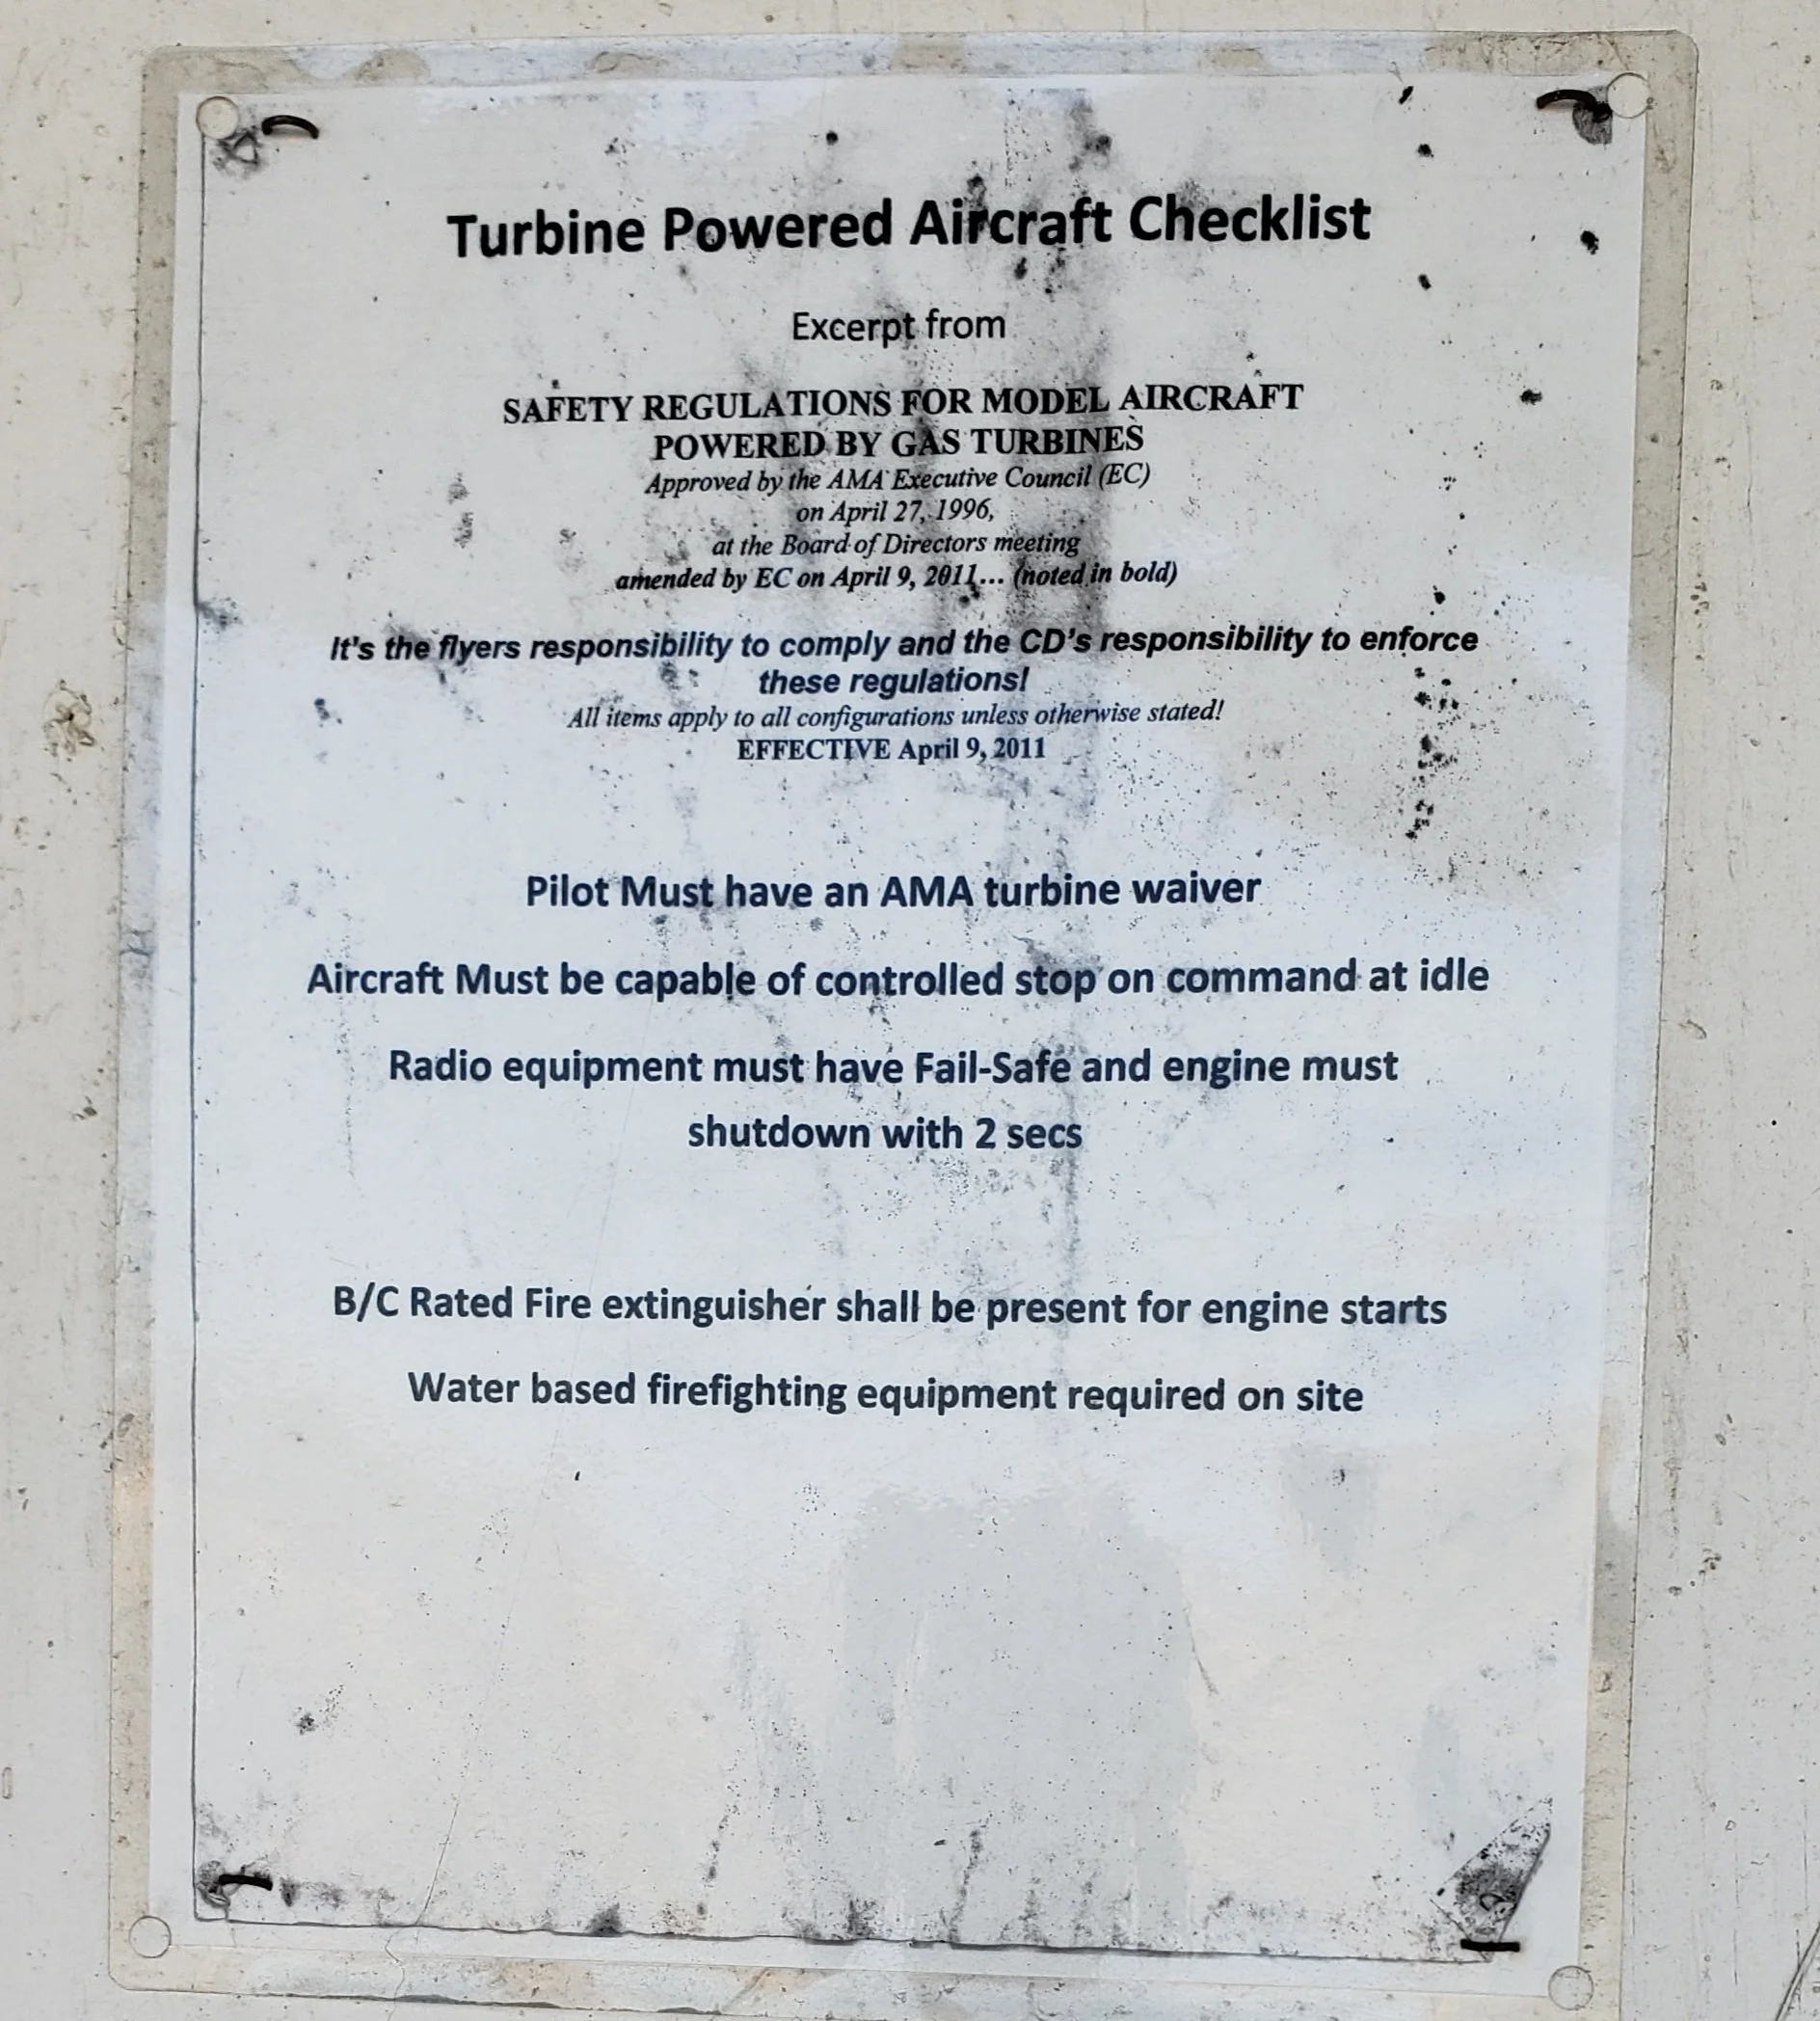 Turbine Powered Aircraft Checklist
Excerpt from
SAFETY REGULATIONS FOR MODEL AIRCRAFT
POWERED BY GAS TURBINES
Approved by the AMA Executive Council (EC)
on April 27, 1996,
at the Board of Directors meeting
amended by EC on April 9, 2011... (noted in bold)
It's the flyers responsibility to comply and the CD's responsibility to enforce
these regulations!
All items apply to all configurations unless otherwise stated!
EFFECTIVE April 9, 2011
Pilot Must have an AMA turbine waiver
Aircraft Must be capable of controlled stop on command at idle
Radio equipment must have Fail-Safe and engine must
shutdown with 2 secs
B/C Rated Fire extinguisher shall be present for engine starts
Water based firefighting equipment required on site